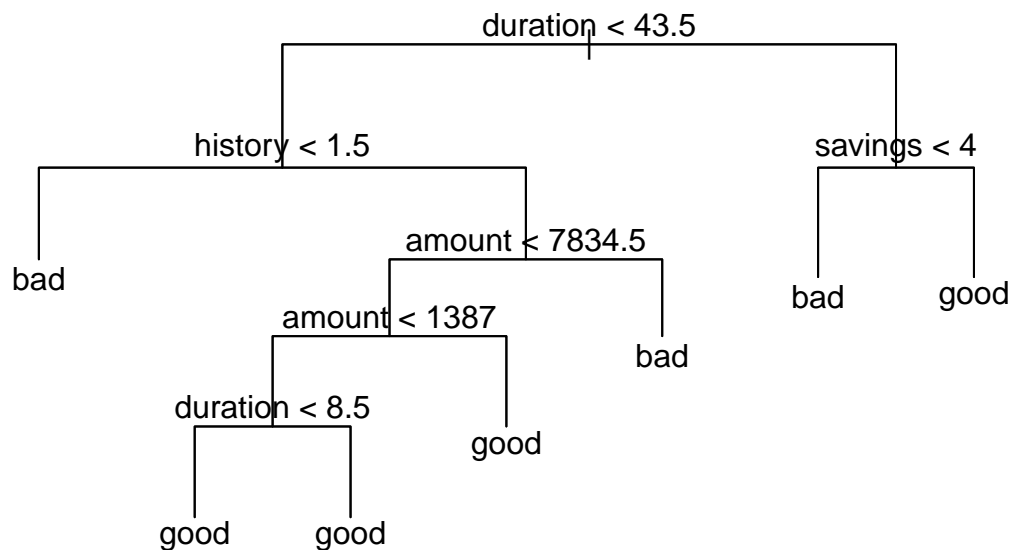 duration < 43.5
history < 1.5
savings < 4
amount < 7834.5
bad
bad
good
amount < 1387
bad
duration < 8.5
good
good
good